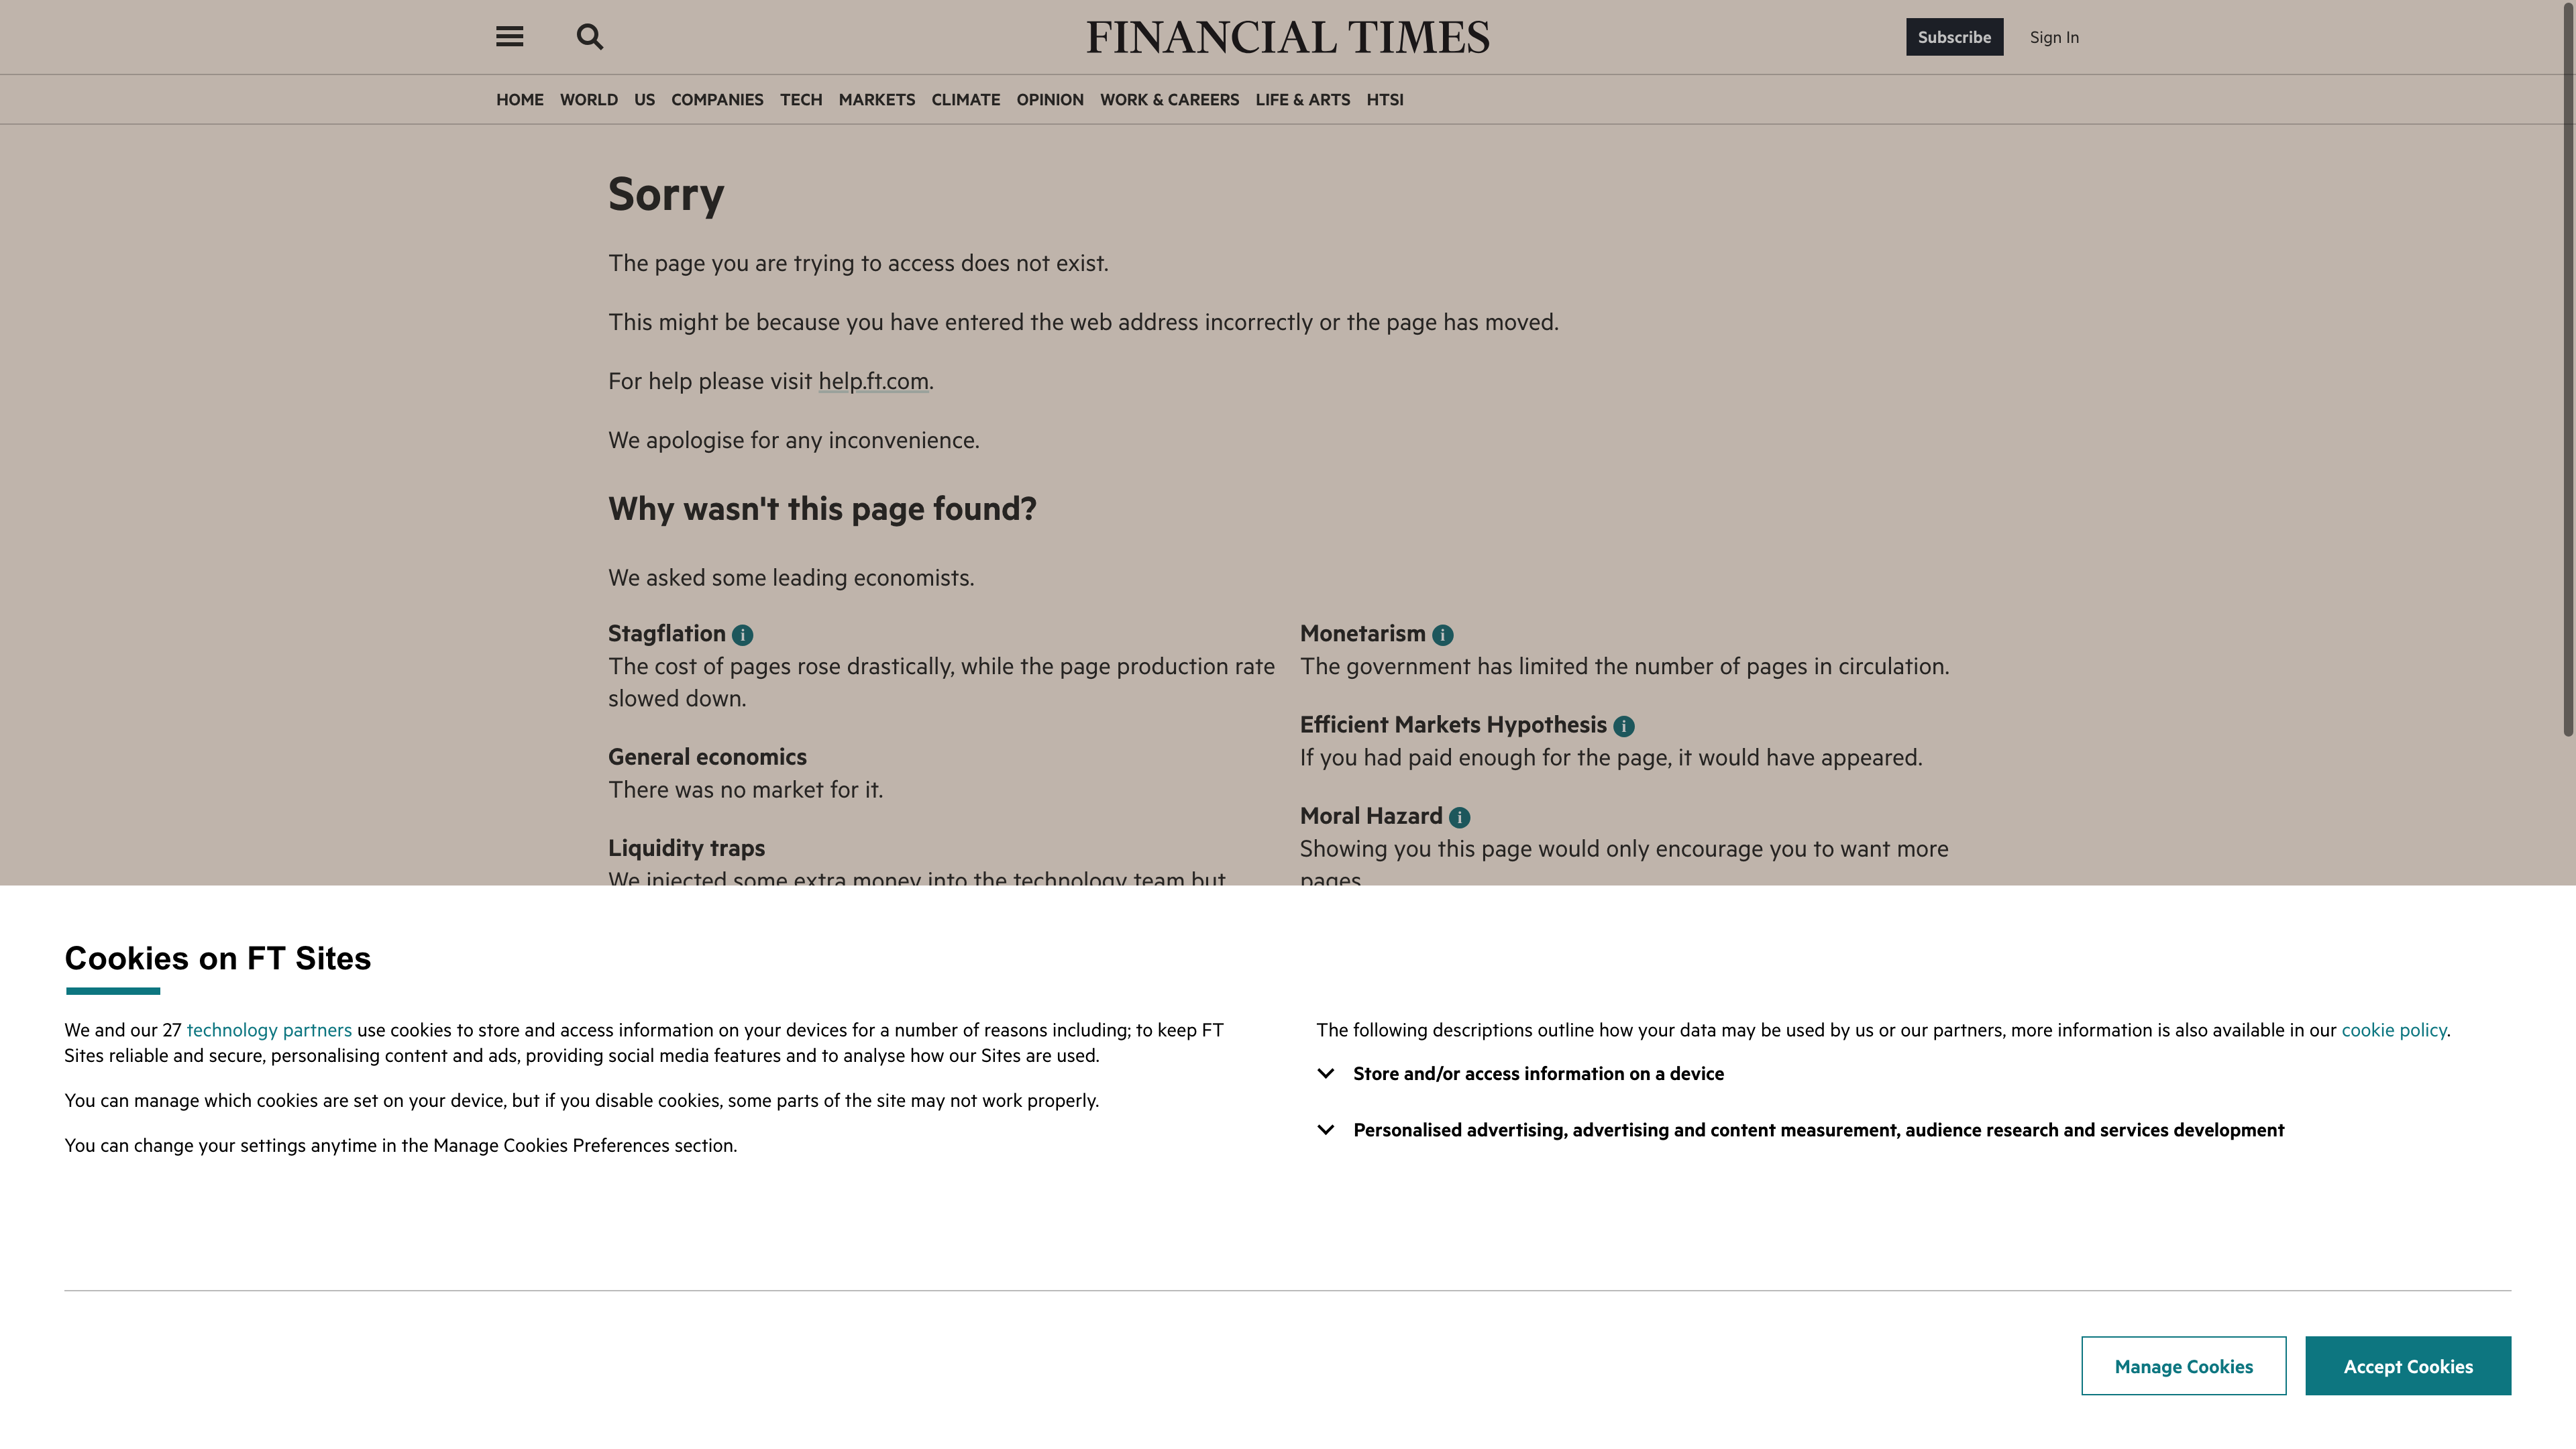 FINANCIAL TIMES
Subscribe
Sign In
HOME WORLD US COMPANIES TECH MARKETS CLIMATE OPINION WORK & CAREERS LIFE & ARTS HTSI
Sorry
The page you are trying to access does not exist.
This might be because you have entered the web address incorrectly or the page has moved.
For help please visit help.ft.com.
We apologise for any inconvenience.
Why wasn't this page found?
We asked some leading economists.
Stagflation
The cost of pages rose drastically, while the page production rate
slowed down.
General economics
There was no market for it.
Liquidity traps
We injected some extra money into the technology team but
Monetarism
The government has limited the number of pages in circulation.
Efficient Markets Hypothesis
If you had paid enough for the page, it would have appeared.
Moral Hazard
Showing you this page would only encourage you to want more
pages.
Cookies on FT Sites
We and our 27 technology partners use cookies to store and access information on your devices for a number of reasons including; to keep FT
Sites reliable and secure, personalising content and ads, providing social media features and to analyse how our Sites are used.
You can manage which cookies are set on your device, but if you disable cookies, some parts of the site may not work properly.
You can change your settings anytime in the Manage Cookies Preferences section.
The following descriptions outline how your data may be used by us or our partners, more information is also available in our cookie policy.
Store and/or access information on a device
Personalised advertising, advertising and content measurement, audience research and services development
Manage Cookies
Accept Cookies